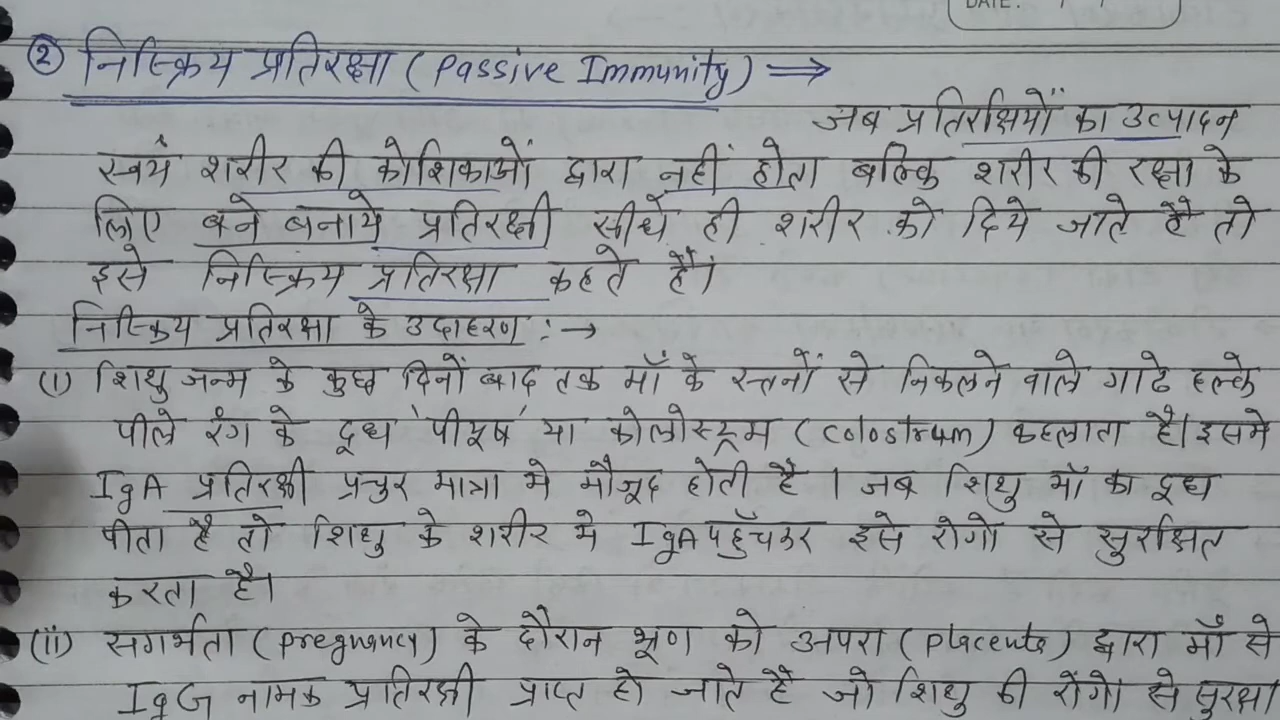 DATE: / /
② निष्क्रिय प्रतिरक्षा (Passive Immunity) ⇒
जब प्रतिरक्षियों का उत्पादन
स्वयं शरीर की कोशिकाओं द्वारा नहीं होता बल्कि शरीर की रक्षा के
लिए बने बनाये प्रतिरक्षी सीधे ही शरीर को दिये जाते है तो
इसे निष्क्रिय प्रतिरक्षा कहते हैं।
निष्क्रिय प्रतिरक्षा के उदाहरण :→
(i) शिशु जन्म के कुछ दिनों बाद तक माँ के स्तनों से निकलने वाले गाढे हल्के
पीले रंग के दूध 'पीयूष' या कोलोस्ट्रम (colostrum) कहलाता है। इसमे
IgA प्रतिरक्षी प्रचुर मात्रा मे मौजूद होती है । जब शिशु माँ का दूध
पीता है तो शिशु के शरीर मे IgA पहुँचकर इसे रोगो से सुरक्षित
करता है।
(ii) सगर्भता (pregnancy) के दौरान भ्रूण को अपरा (placenta) द्वारा माँ से
IgG नामक प्रतिरक्षी प्राप्त हो जाते है जो शिशु की रोगो से सुरक्षा